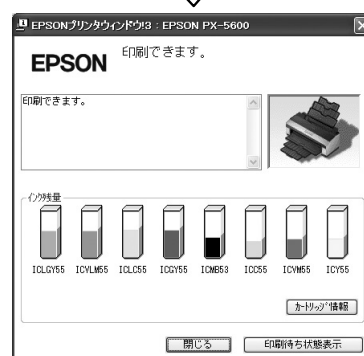 EPSONプリンタウィンドウ!3 : EPSON PX-5600
EPSON
印刷できます。
印刷できます。
インク残量
ICLGY55 ICVLM55 ICLC55 ICGY55 ICMB53 ICC55 ICVM55 ICY55
カートリッジ情報
閉じる 印刷待ち状態表示